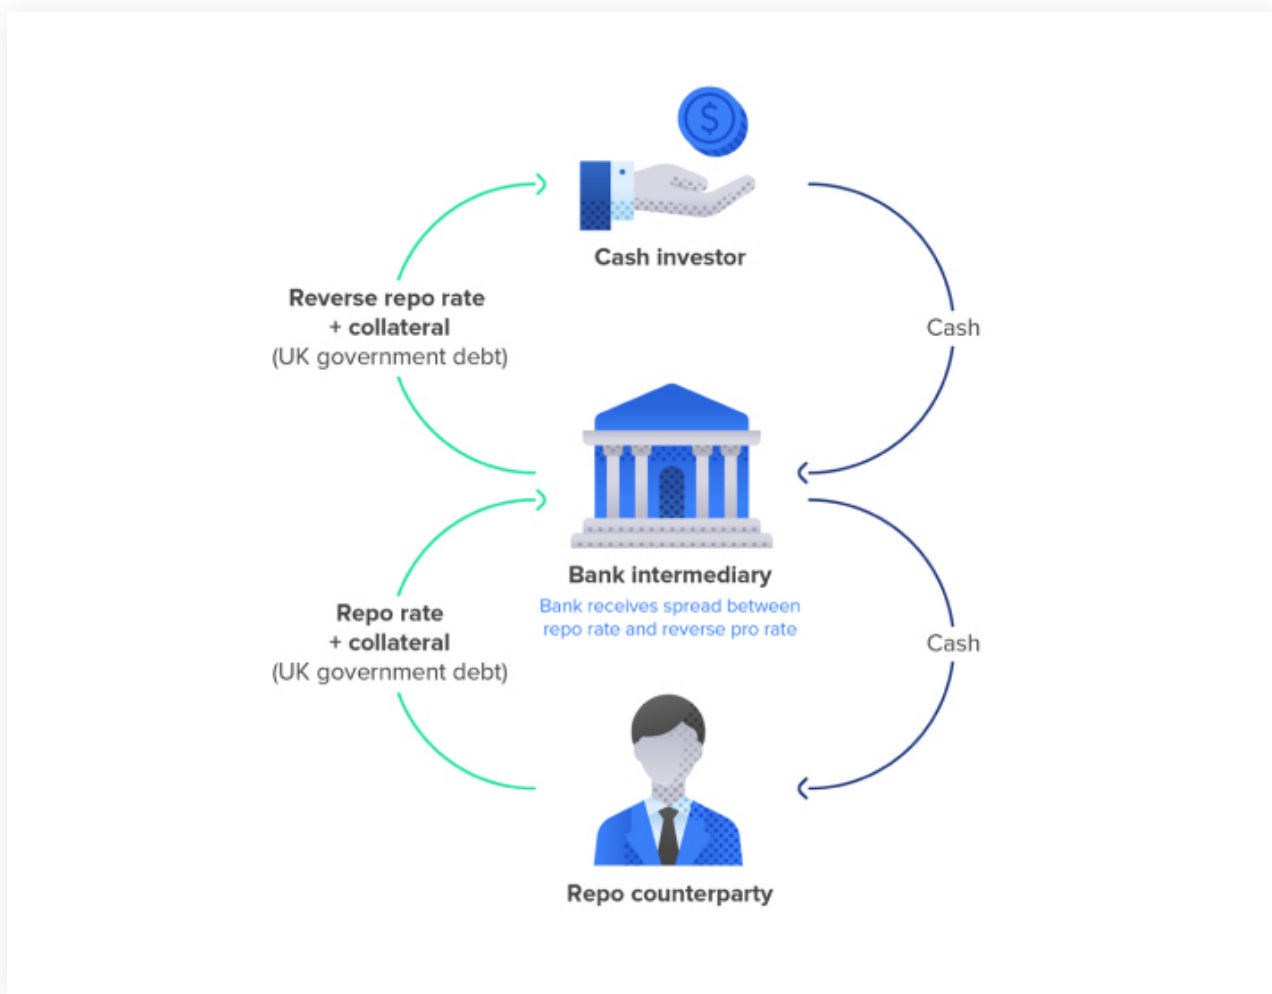 $
Cash investor
Reverse repo rate
+ collateral
(UK government debt)
Cash
Bank intermediary
Bank receives spread between
repo rate and reverse pro rate
Repo rate
+ collateral
(UK government debt)
Cash
Repo counterparty